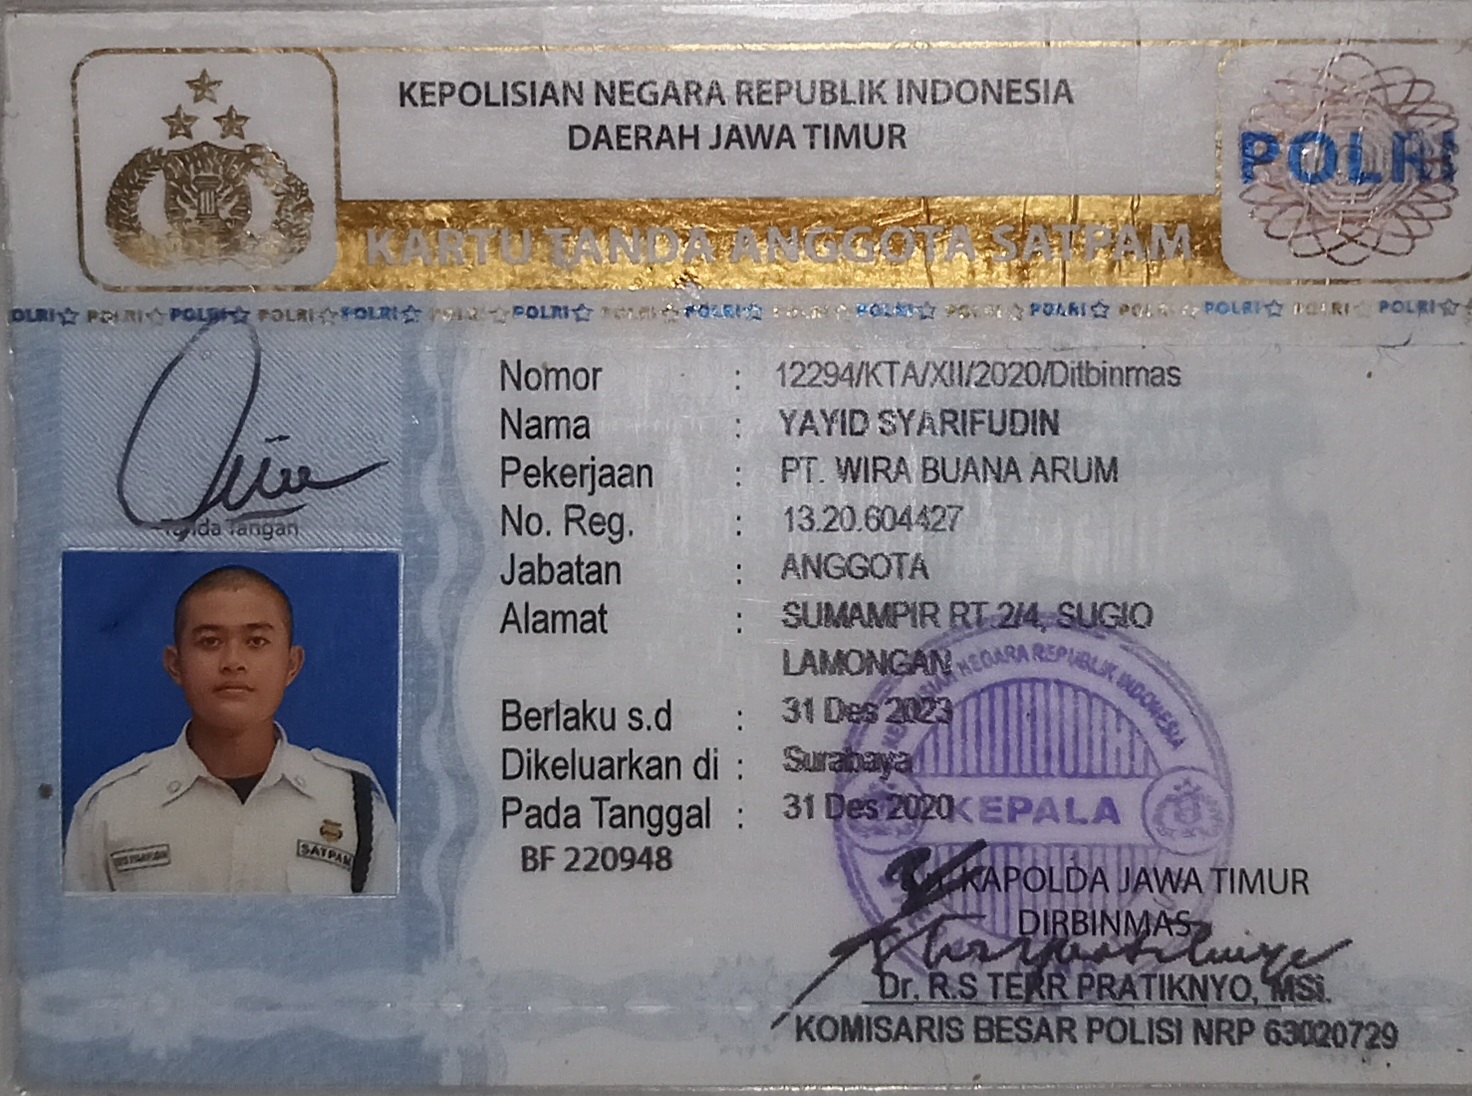 KEPOLISIAN NEGARA REPUBLIK INDONESIA
DAERAH JAWA TIMUR
POLRI
KARTU TANDA ANGGOTA SATPAM
POLRI POLRI POLRI POLRI POLRI POLRI POLRI POLRI POLRI POLRI POLRI POLRI POLRI POLRI POLRI POLRI POLRI
Tanda Tangan
Nomor : 12294/KTA/XII/2020/Ditbinmas
Nama : YAYID SYARIFUDIN
Pekerjaan : PT. WIRA BUANA ARUM
No. Reg. : 13.20.604427
Jabatan : ANGGOTA
Alamat : SUMAMPIR RT 2/4, SUGIO
LAMONGAN
Berlaku s.d : 31 Des 2023
Dikeluarkan di : Surabaya
Pada Tanggal : 31 Des 2020
BF 220948
SATPAM
NEGARA REPUBLIK INDONESIA
KEPALA
KAPOLDA JAWA TIMUR
DIRBINMAS
Dr. R.S TERR PRATIKNYO, MSi.
KOMISARIS BESAR POLISI NRP 63020729